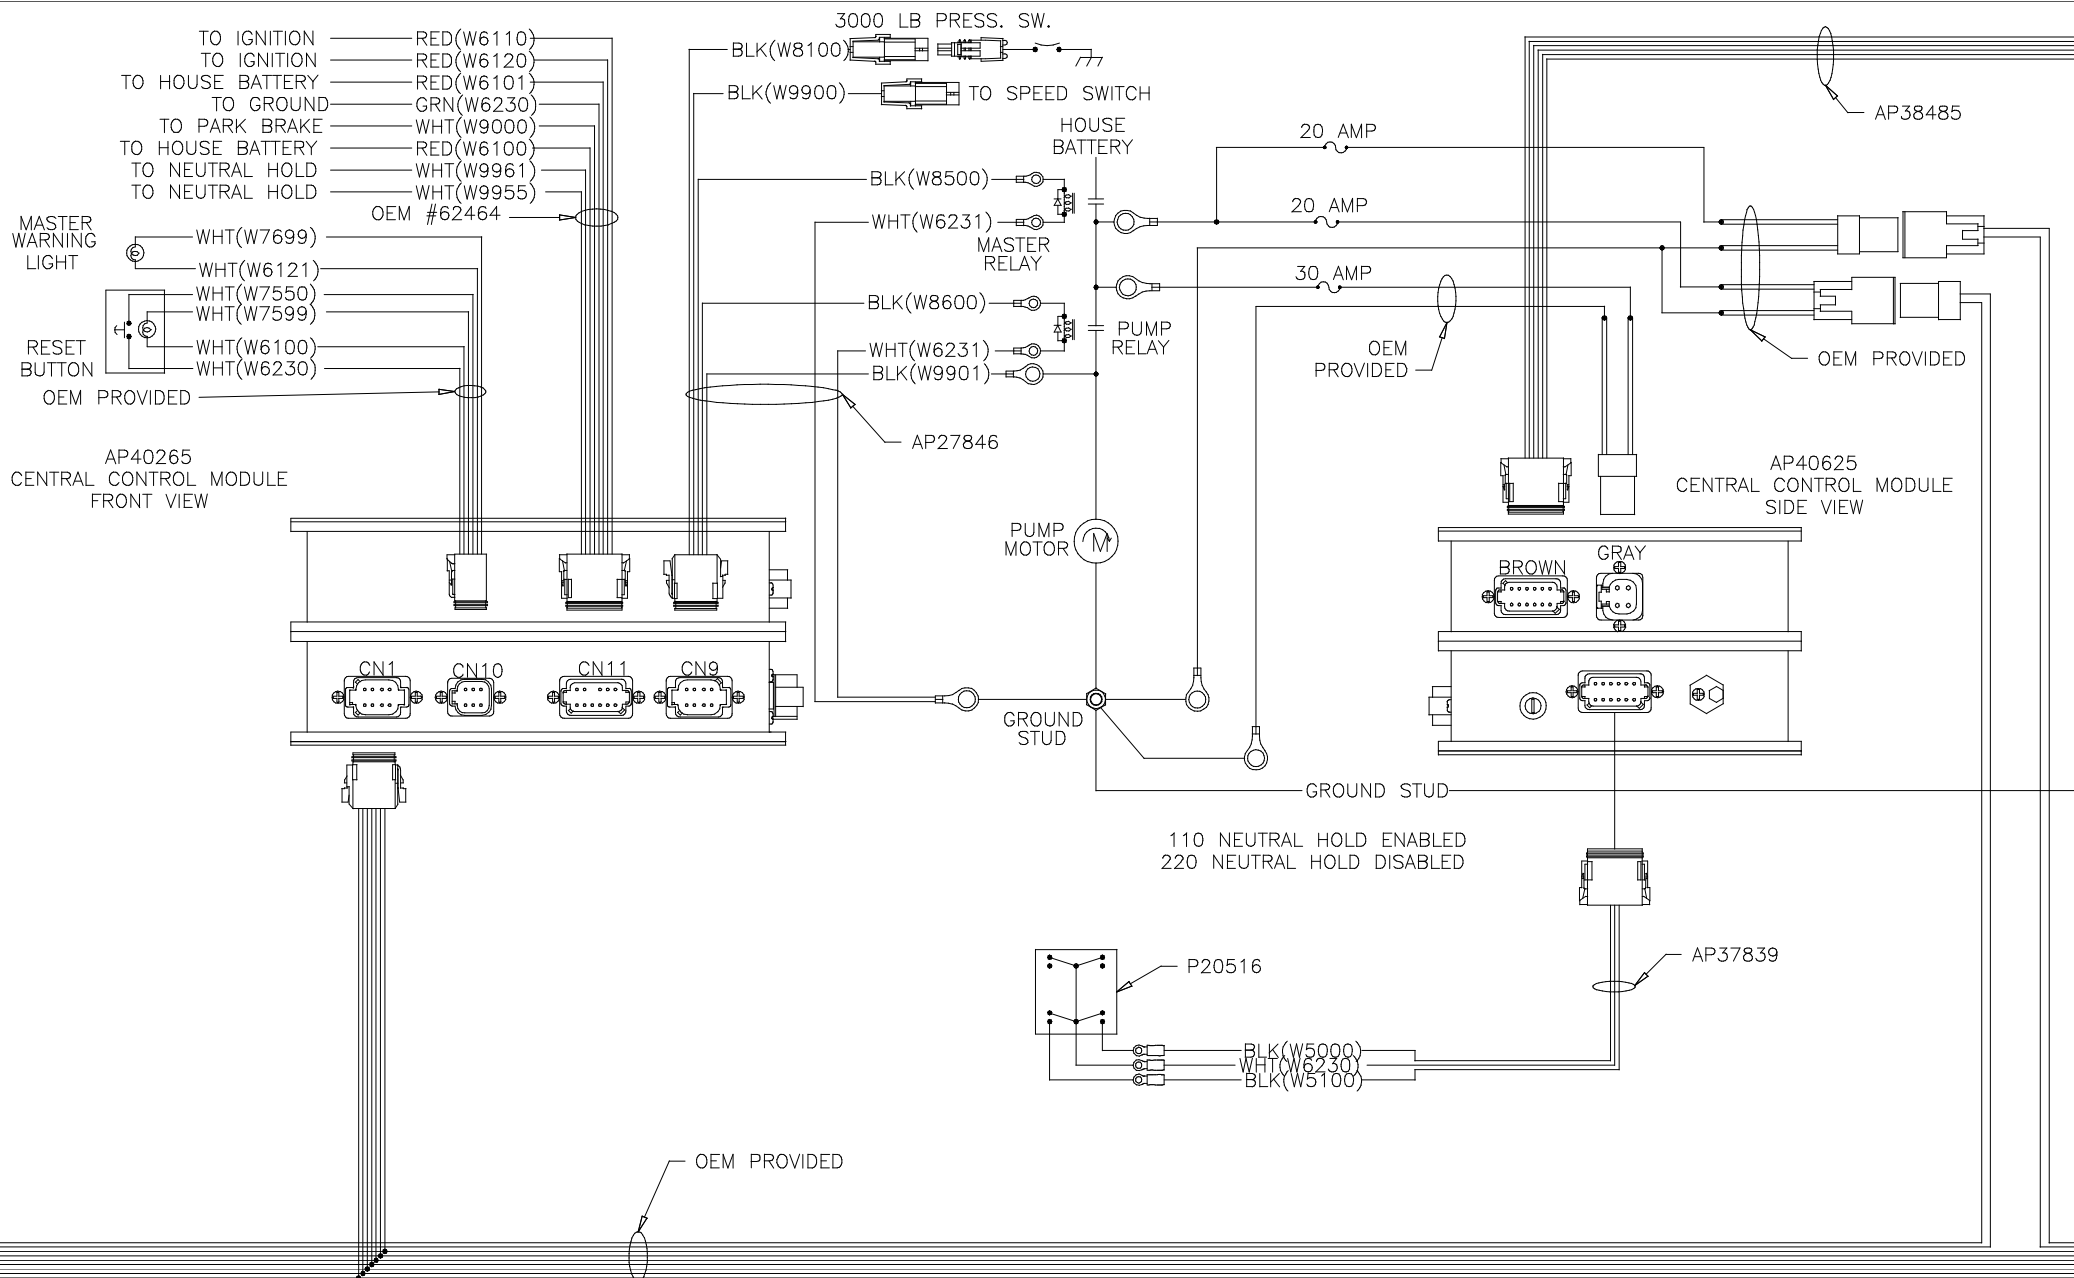 3000 LB PRESS. SW.
TO IGNITION RED(W6110)
TO IGNITION RED(W6120)
TO HOUSE BATTERY RED(W6101)
TO GROUND GRN(W6230)
TO PARK BRAKE WHT(W9000)
TO HOUSE BATTERY RED(W6100)
TO NEUTRAL HOLD WHT(W9961)
TO NEUTRAL HOLD WHT(W9955)
OEM #62464
BLK(W8100)
BLK(W9900) TO SPEED SWITCH
MASTER
WARNING
LIGHT
WHT(W7699)
WHT(W6121)
WHT(W7550)
WHT(W7599)
RESET
BUTTON
WHT(W6100)
WHT(W6230)
OEM PROVIDED
AP40265
CENTRAL CONTROL MODULE
FRONT VIEW
HOUSE
BATTERY
BLK(W8500)
WHT(W6231)
MASTER
RELAY
BLK(W8600)
PUMP
RELAY
WHT(W6231)
BLK(W9901)
AP27846
20 AMP
20 AMP
30 AMP
OEM
PROVIDED
AP38485
OEM PROVIDED
AP40625
CENTRAL CONTROL MODULE
SIDE VIEW
PUMP
MOTOR
M
GRAY
BROWN
CN1
CN10
CN11
CN9
GROUND
STUD
GROUND STUD
110 NEUTRAL HOLD ENABLED
220 NEUTRAL HOLD DISABLED
P20516
AP37839
BLK(W5000)
WHT(W6230)
BLK(W5100)
OEM PROVIDED